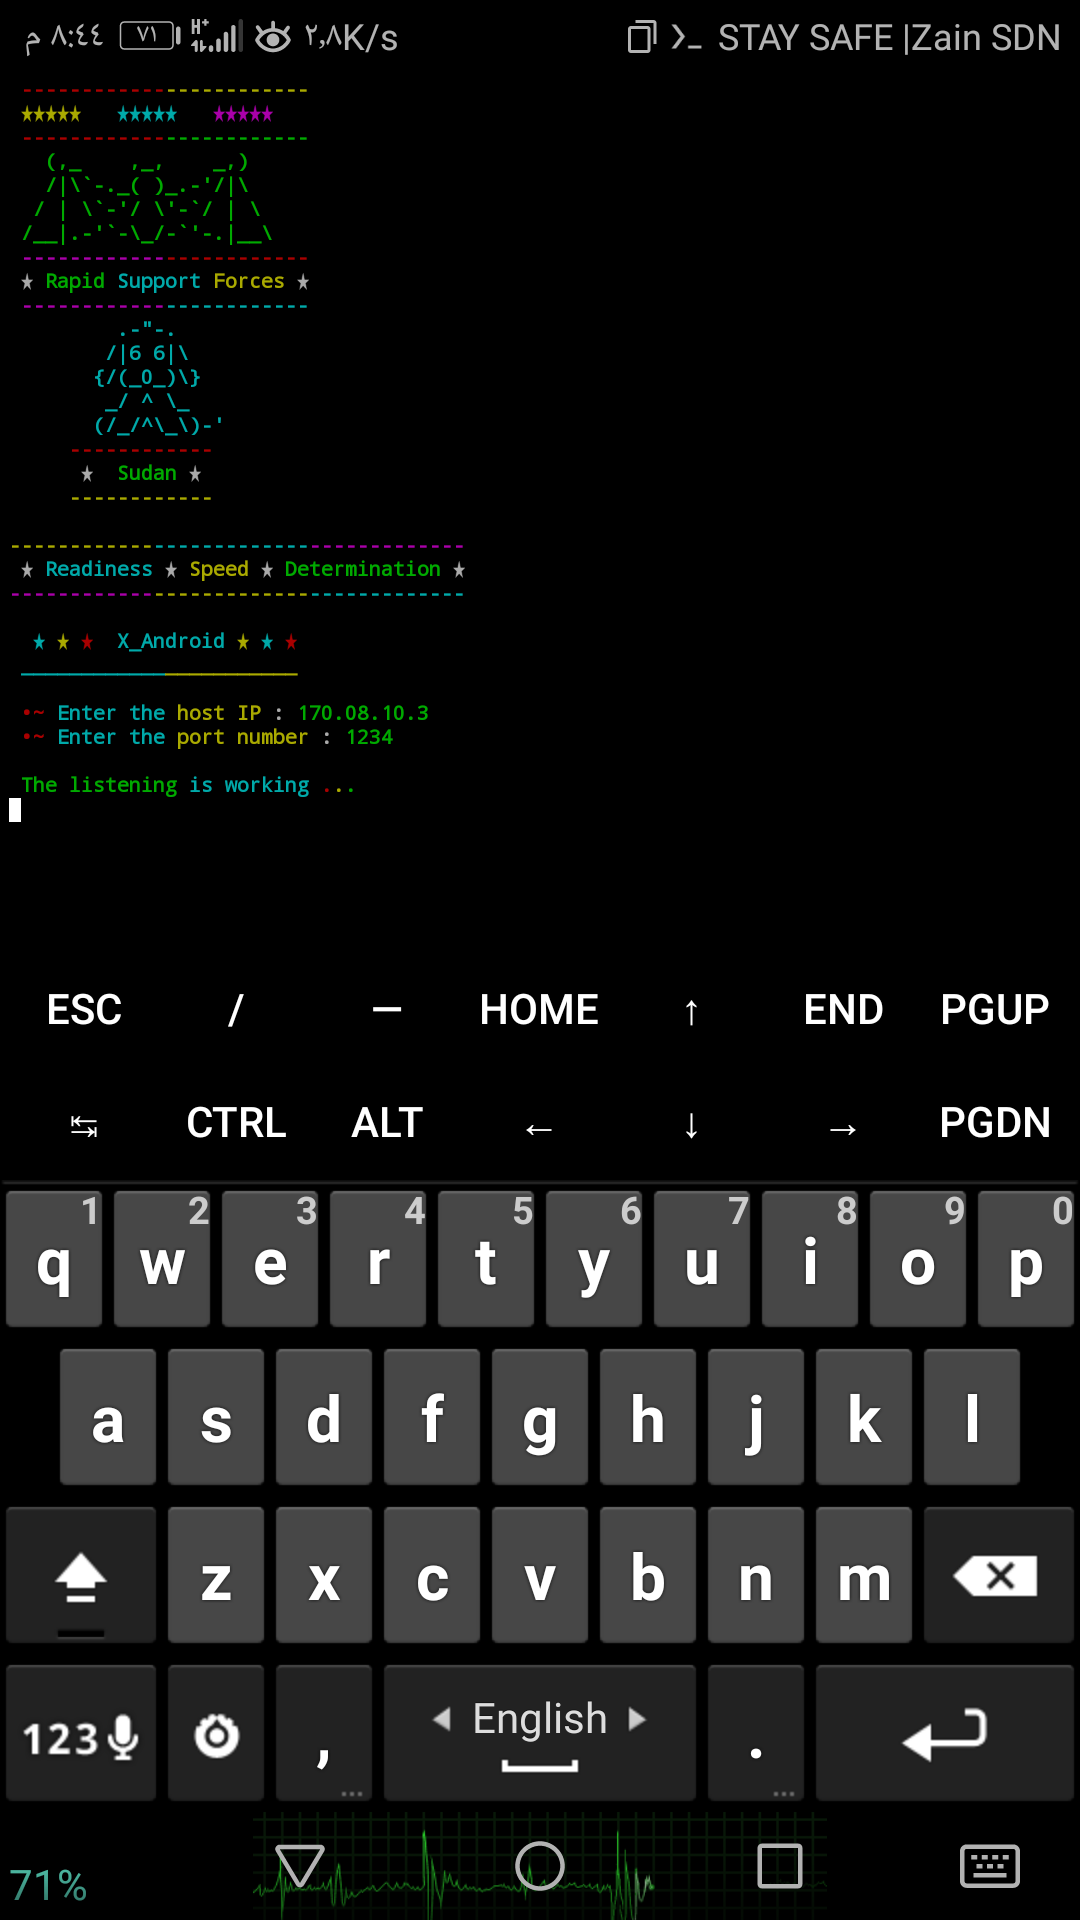 م ٨:٤٤ ٧١ H+ ٢,٨K/s STAY SAFE |Zain SDN
-------------------------
★★★★★ ★★★★★ ★★★★★
-------------------------
(,_ ,_, _,)
/|\`-._( )_.-'/|\
/ | \`-'/ \'-`/ | \
/__|.-'`-\_/-`'-.|__\
-------------------------
★ Rapid Support Forces ★
-------------------------
.-"-.
/|6 6|\
{/(_0_)\}
_/ ^ \_
(/_/^\_\)-'
------------
★ Sudan ★
------------
--------------------------------------
★ Readiness ★ Speed ★ Determination ★
--------------------------------------
★ ★ ★ X_Android ★ ★ ★
•~ Enter the host IP : 170.08.10.3
•~ Enter the port number : 1234
The listening is working ...
ESC / — HOME ↑ END PGUP
↹ CTRL ALT ← ↓ → PGDN
1 2 3 4 5 6 7 8 9 0
q w e r t y u i o p
a s d f g h j k l
z x c v b n m
123 , English .
71%